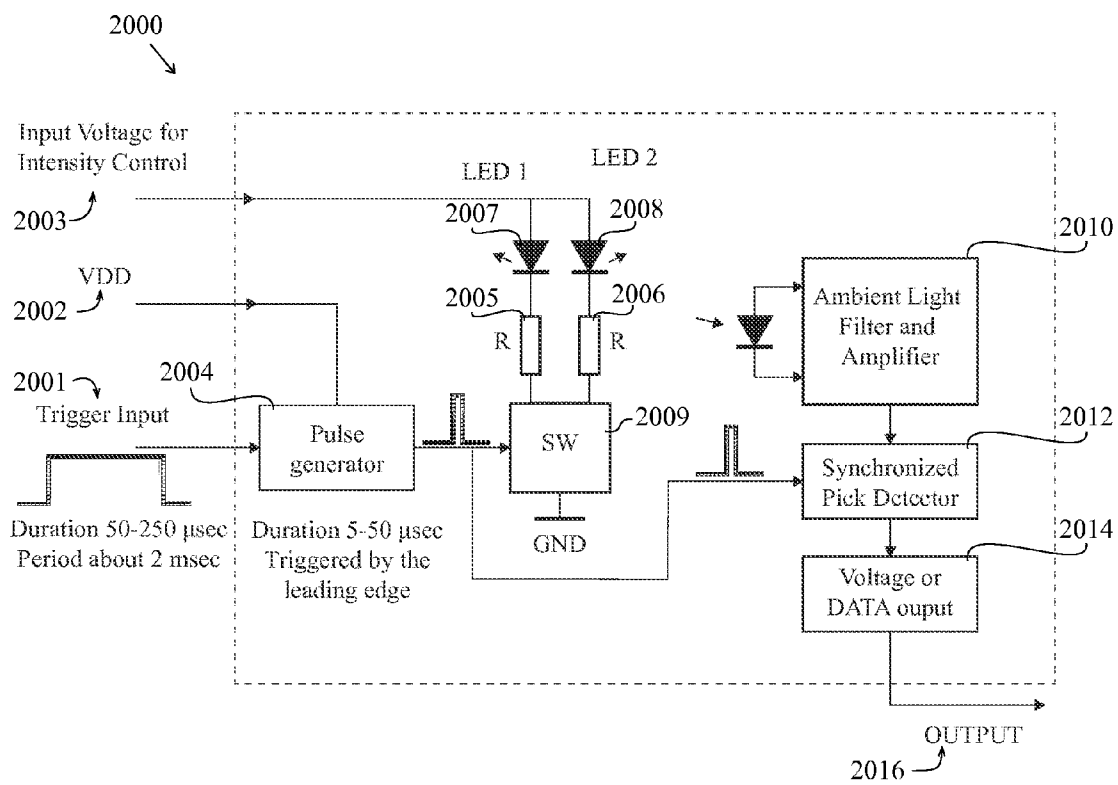 2000
Input Voltage for
Intensity Control
2003
LED 1
LED 2
2007
2008
2010
VDD
2002
2005
2006
R
R
Ambient Light
Filter and
Amplifier
2001
Trigger Input
2004
Pulse
generator
SW
2009
2012
Synchronized
Pick Detector
Duration 50-250 μsec
Period about 2 msec
Duration 5-50 μsec
Triggered by the
leading edge
GND
2014
Voltage or
DATA ouput
OUTPUT
2016